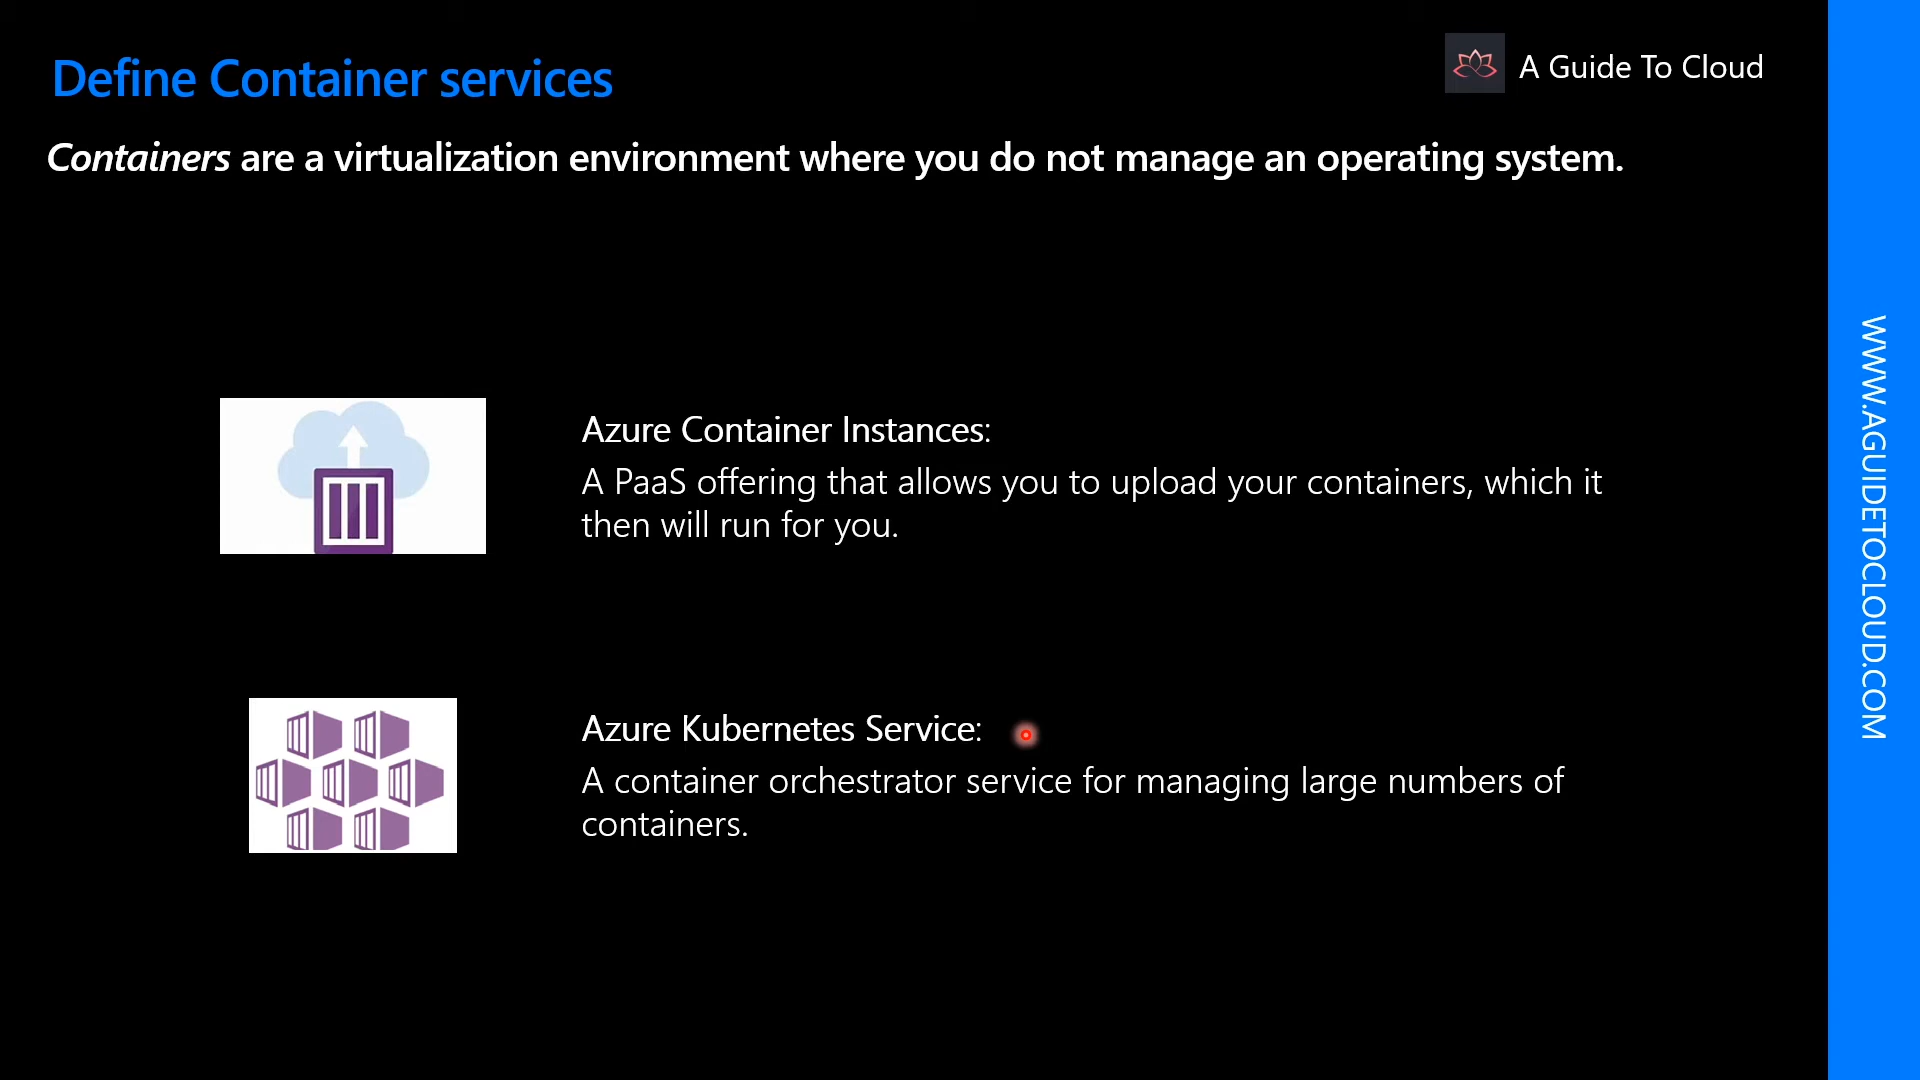 Define Container services
A Guide To Cloud
Containers are a virtualization environment where you do not manage an operating system.
Azure Container Instances:
A PaaS offering that allows you to upload your containers, which it
then will run for you.
Azure Kubernetes Service:
A container orchestrator service for managing large numbers of
containers.
WWW.AGUIDETOCLOUD.COM